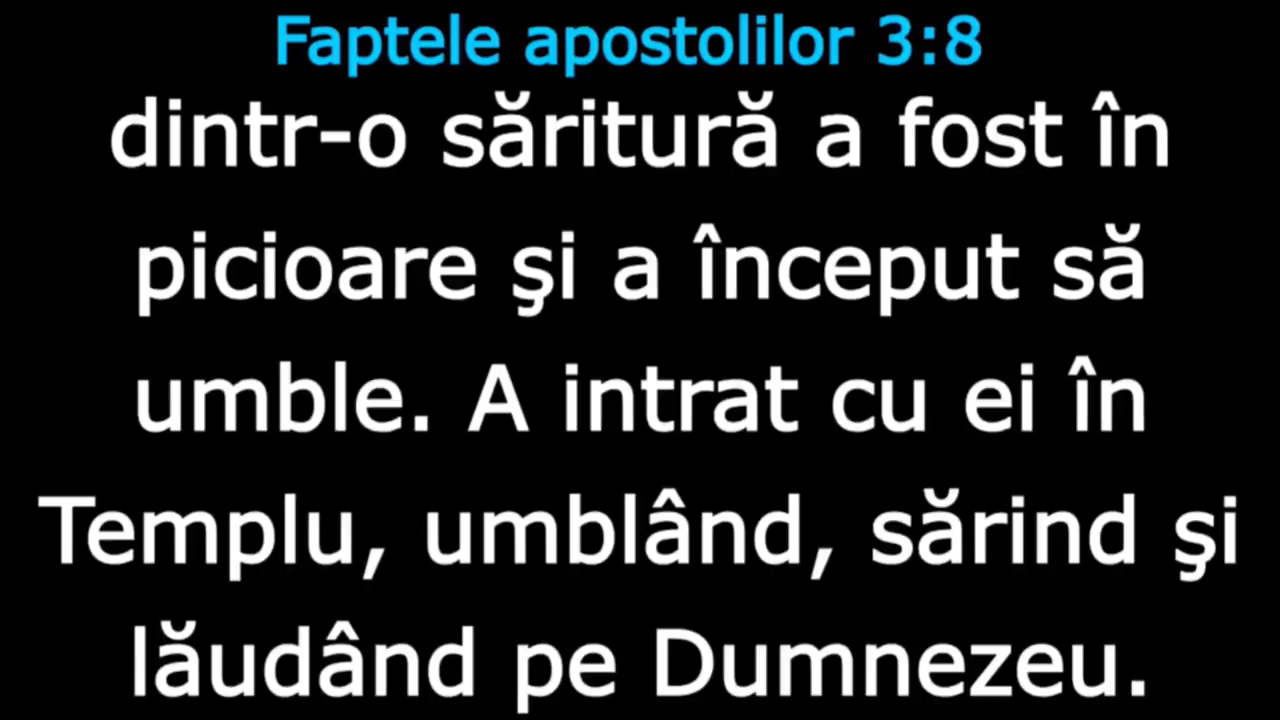 Faptele apostolilor 3:8
dintr-o săritură a fost în
picioare şi a început să
umble. A intrat cu ei în
Templu, umblând, sărind şi
lăudând pe Dumnezeu.